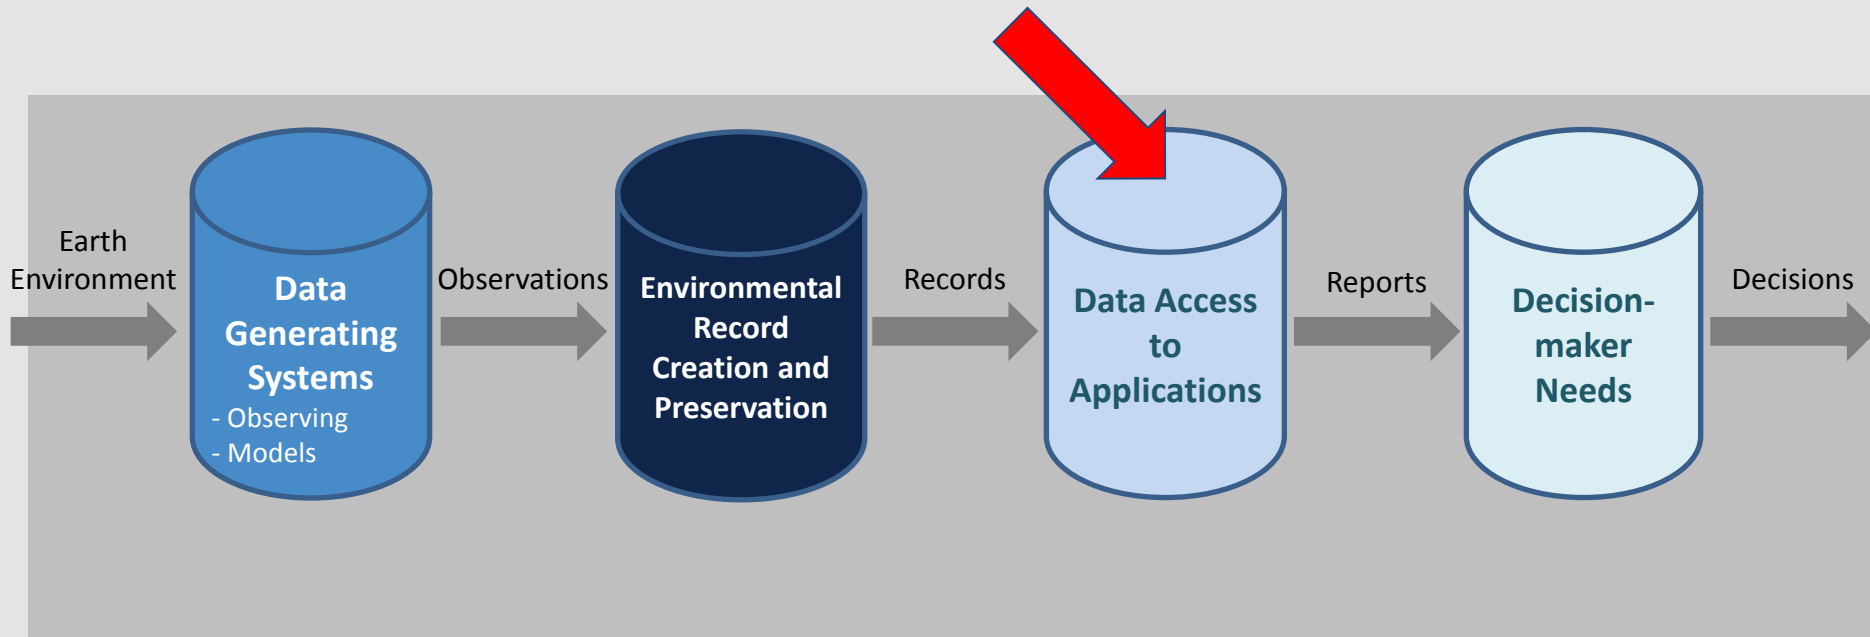 Earth
Environment
Data
Generating
Systems
- Observing
- Models
Observations
Environmental
Record
Creation and
Preservation
Records
Data Access
to
Applications
Reports
Decision-
maker
Needs
Decisions